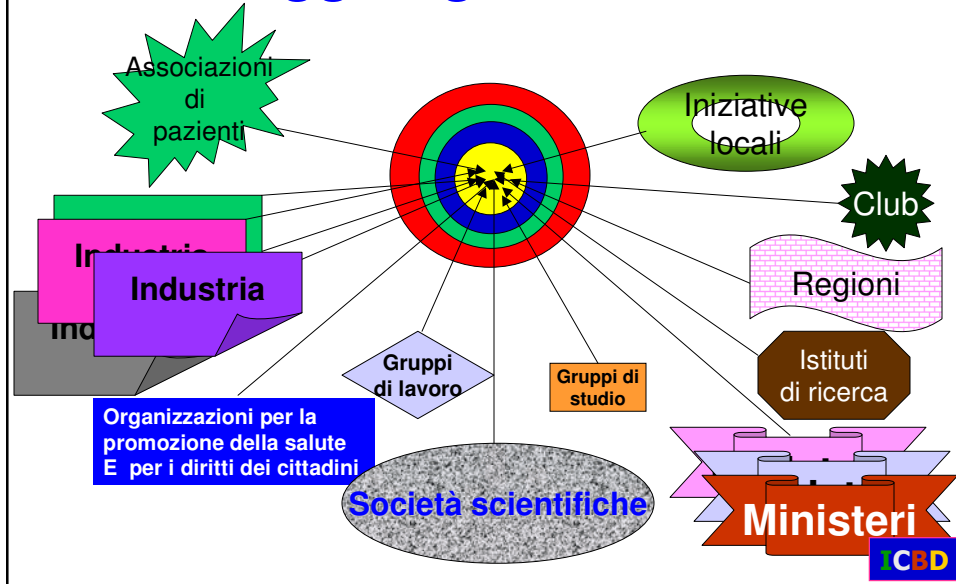 Associazioni
di
pazienti
Iniziative
locali
Club
Industria
Regioni
Istituti
di ricerca
Gruppi
di lavoro
Gruppi di
studio
Organizzazioni per la
promozione della salute
E per i diritti dei cittadini
Società scientifiche
Ministeri
ICBD